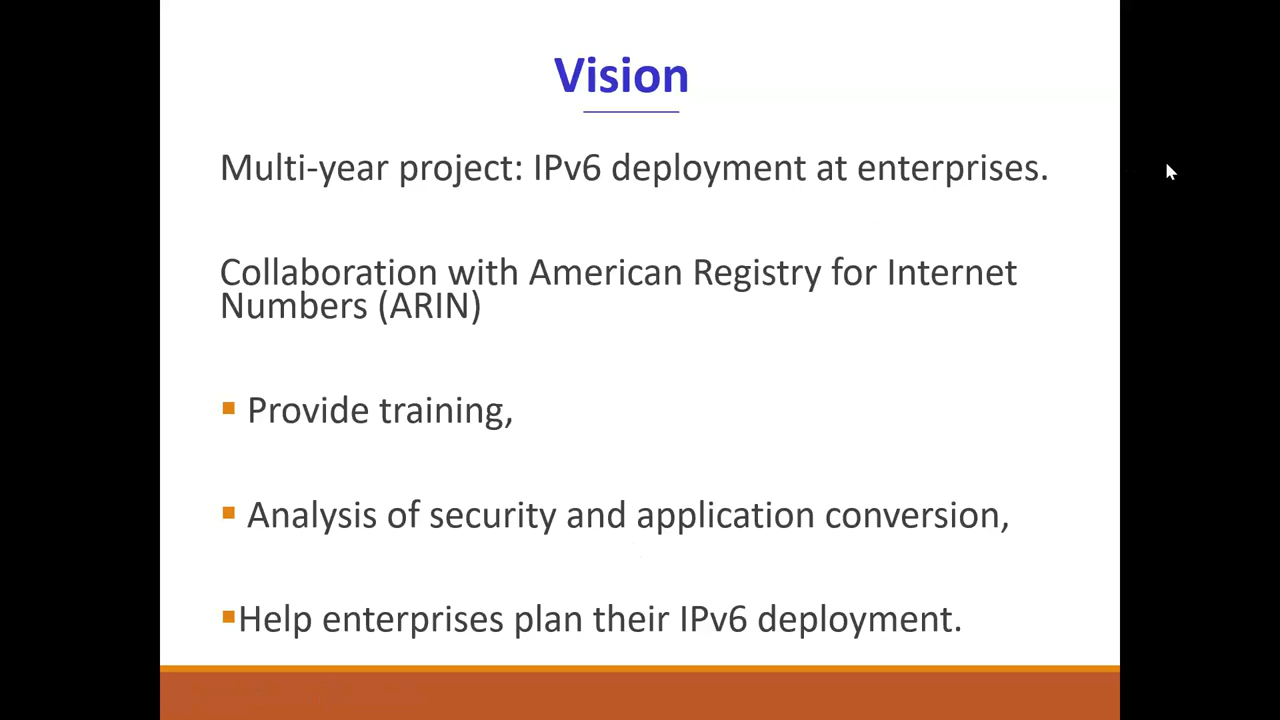 Vision
Multi-year project: IPv6 deployment at enterprises.
Collaboration with American Registry for Internet
Numbers (ARIN)
▪ Provide training,
▪ Analysis of security and application conversion,
▪Help enterprises plan their IPv6 deployment.